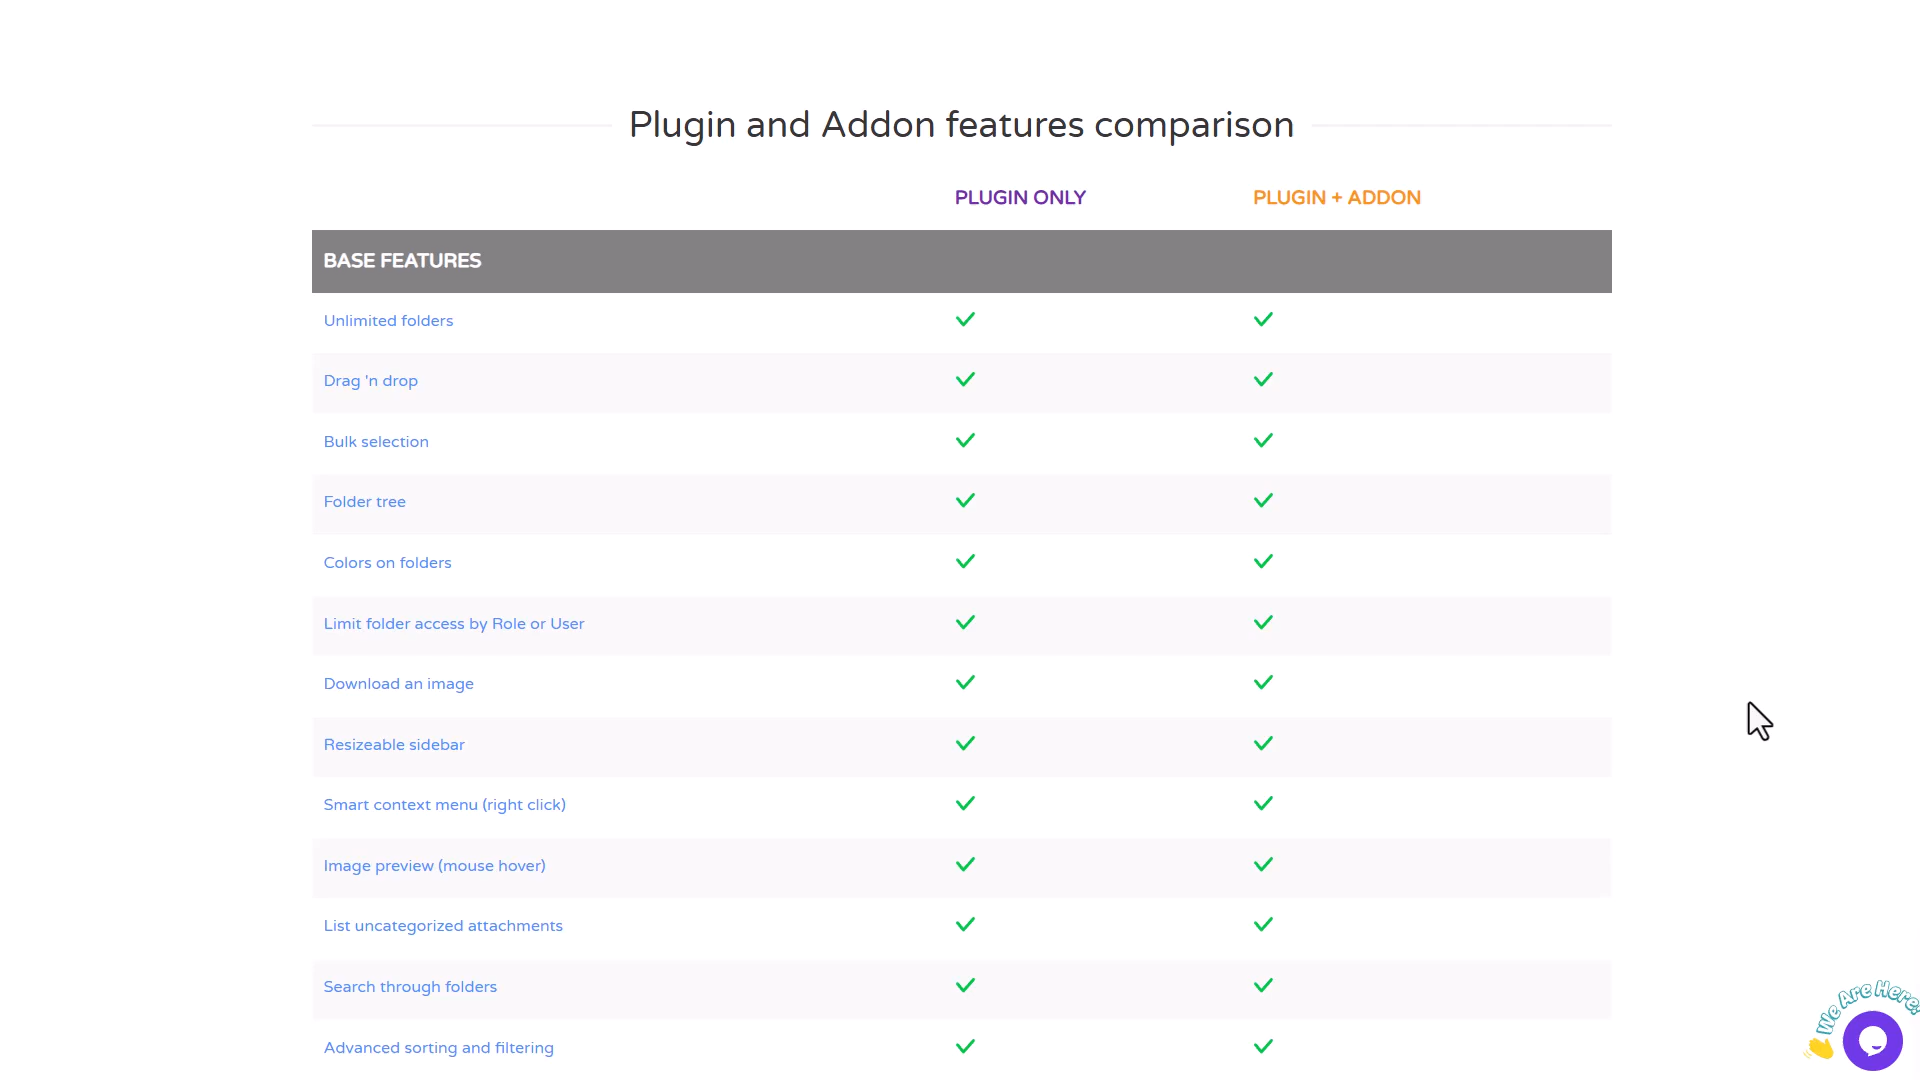 Plugin and Addon features comparison
PLUGIN ONLY PLUGIN + ADDON
BASE FEATURES
Unlimited folders
Drag 'n drop
Bulk selection
Folder tree
Colors on folders
Limit folder access by Role or User
Download an image
Resizeable sidebar
Smart context menu (right click)
Image preview (mouse hover)
List uncategorized attachments
Search through folders
Advanced sorting and filtering
We Are Here!